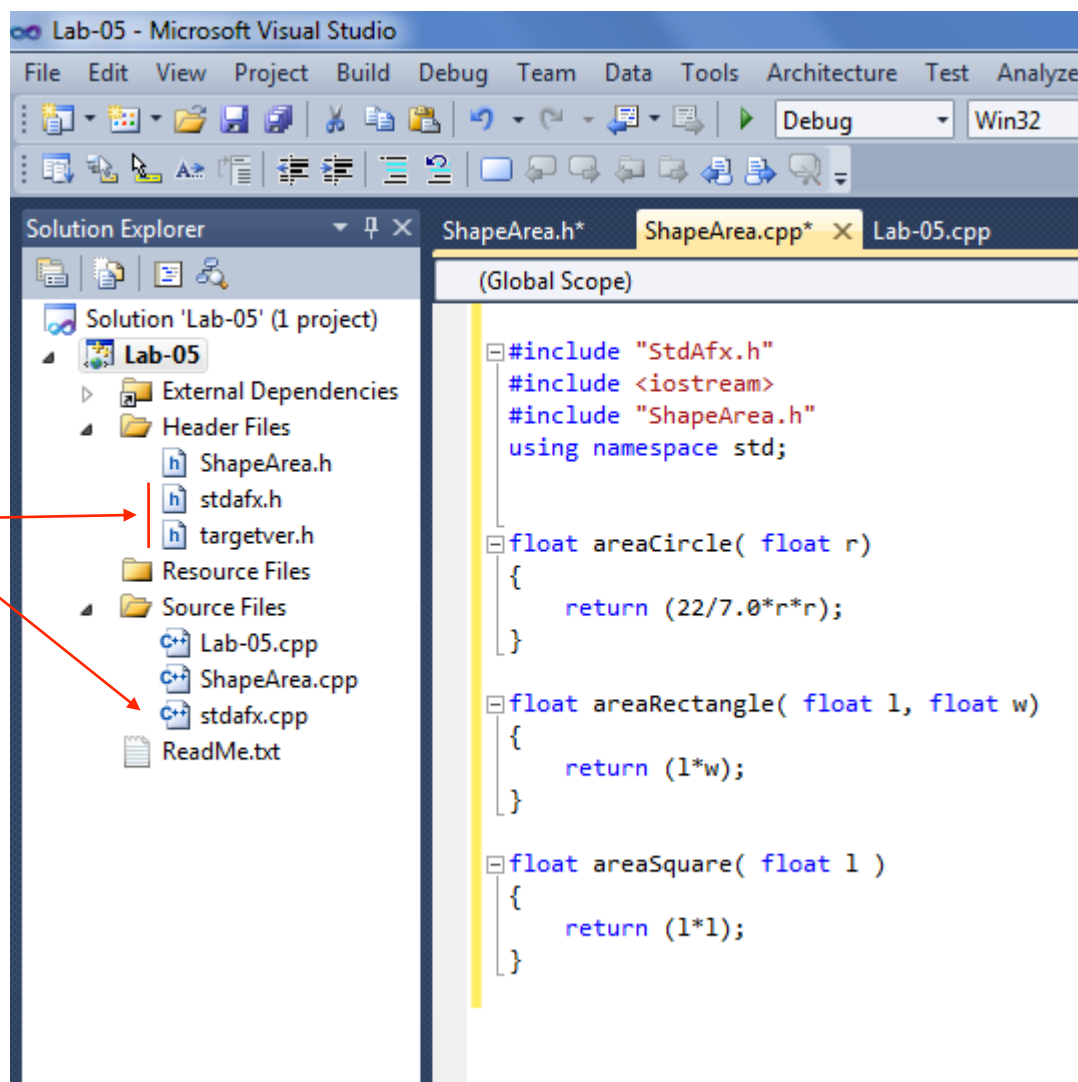 Lab-05 - Microsoft Visual Studio
File Edit View Project Build Debug Team Data Tools Architecture Test Analyze
Debug Win32
Solution Explorer
ShapeArea.h* ShapeArea.cpp* Lab-05.cpp
(Global Scope)
Solution 'Lab-05' (1 project)
Lab-05
External Dependencies
Header Files
ShapeArea.h
stdafx.h
targetver.h
Resource Files
Source Files
Lab-05.cpp
ShapeArea.cpp
stdafx.cpp
ReadMe.txt
#include "StdAfx.h"
#include <iostream>
#include "ShapeArea.h"
using namespace std;
float areaCircle( float r)
{
return (22/7.0*r*r);
}
float areaRectangle( float l, float w)
{
return (l*w);
}
float areaSquare( float l )
{
return (l*l);
}